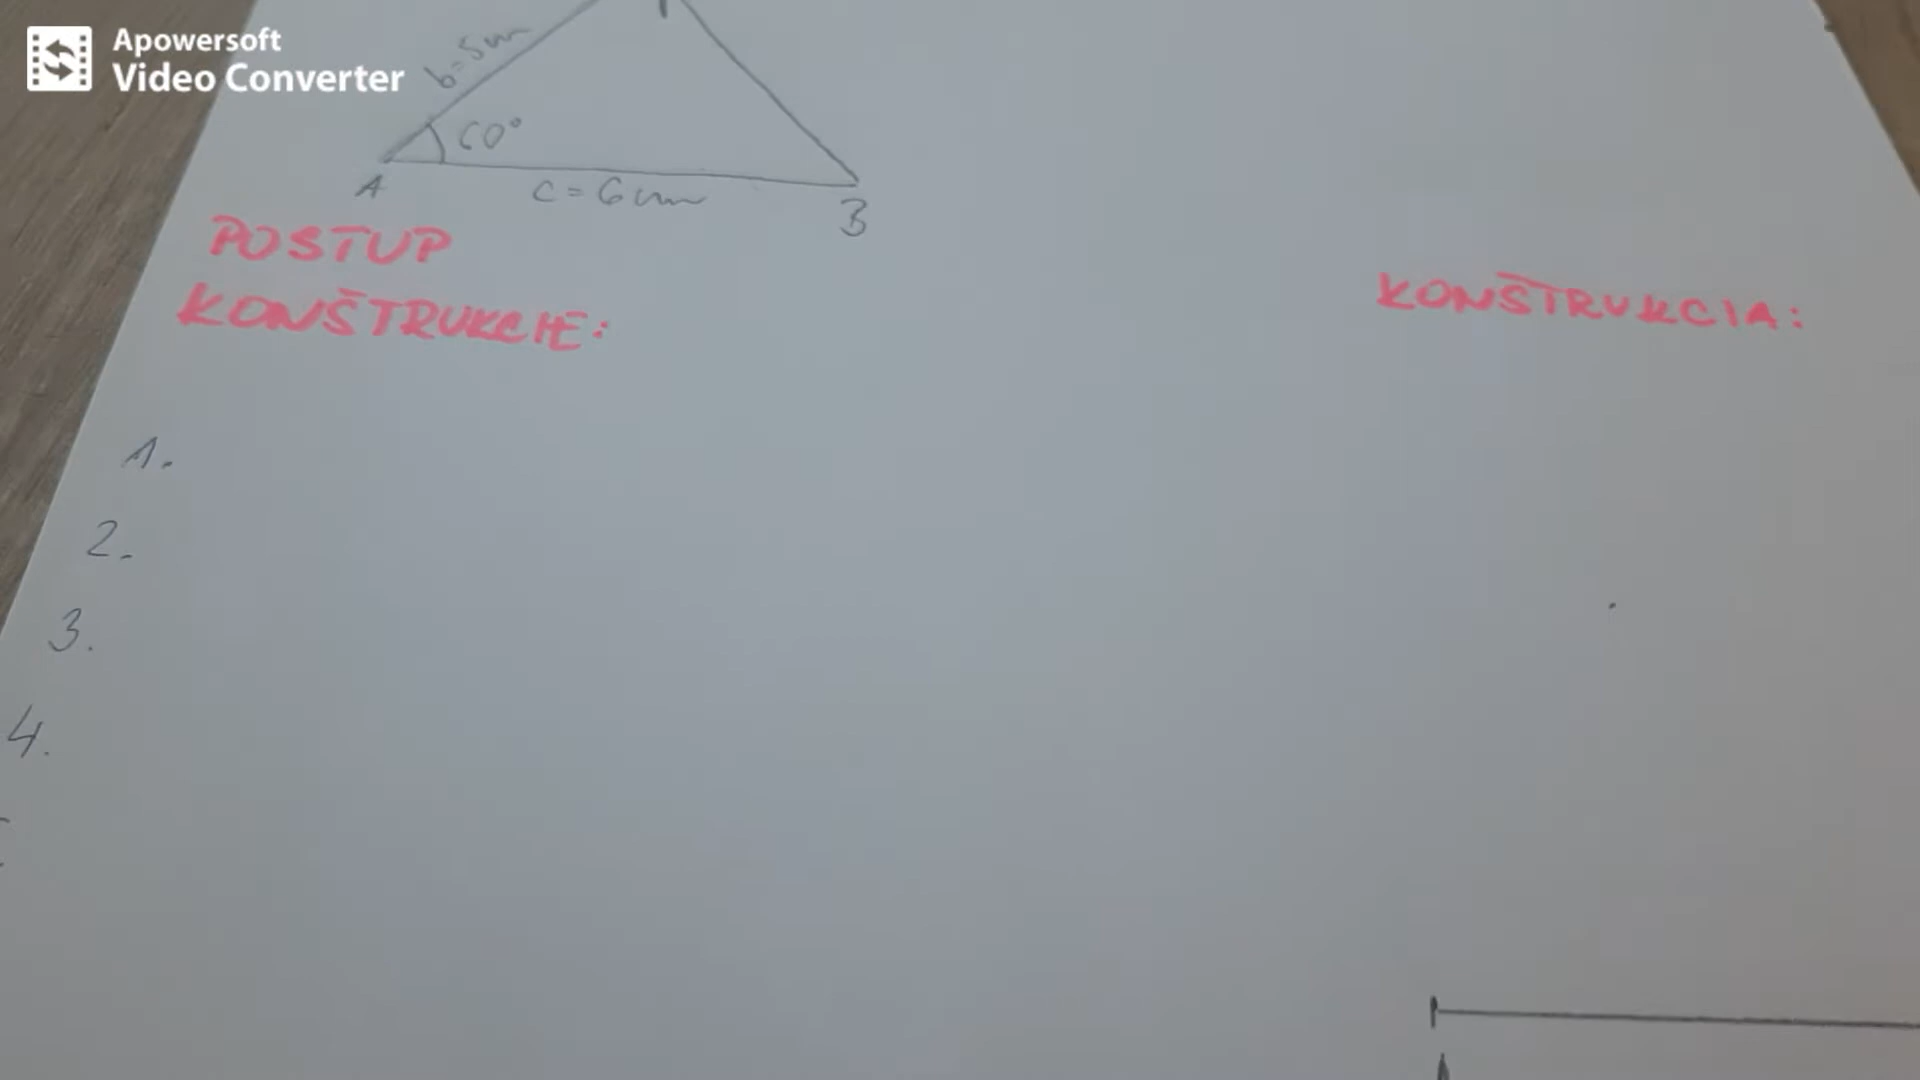 Apowersoft
Video Converter
b=5cm
60°
A
c = 6cm
B
POSTUP
KONŠTRUKCIE:
KONŠTRUKCIA:
1.
2.
3.
4.